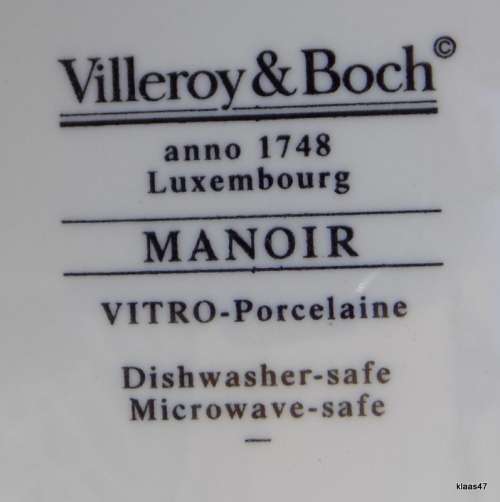 Villeroy & Boch©
anno 1748
Luxembourg
MANOIR
VITRO-Porcelaine
Dishwasher-safe
Microwave-safe
klaas47